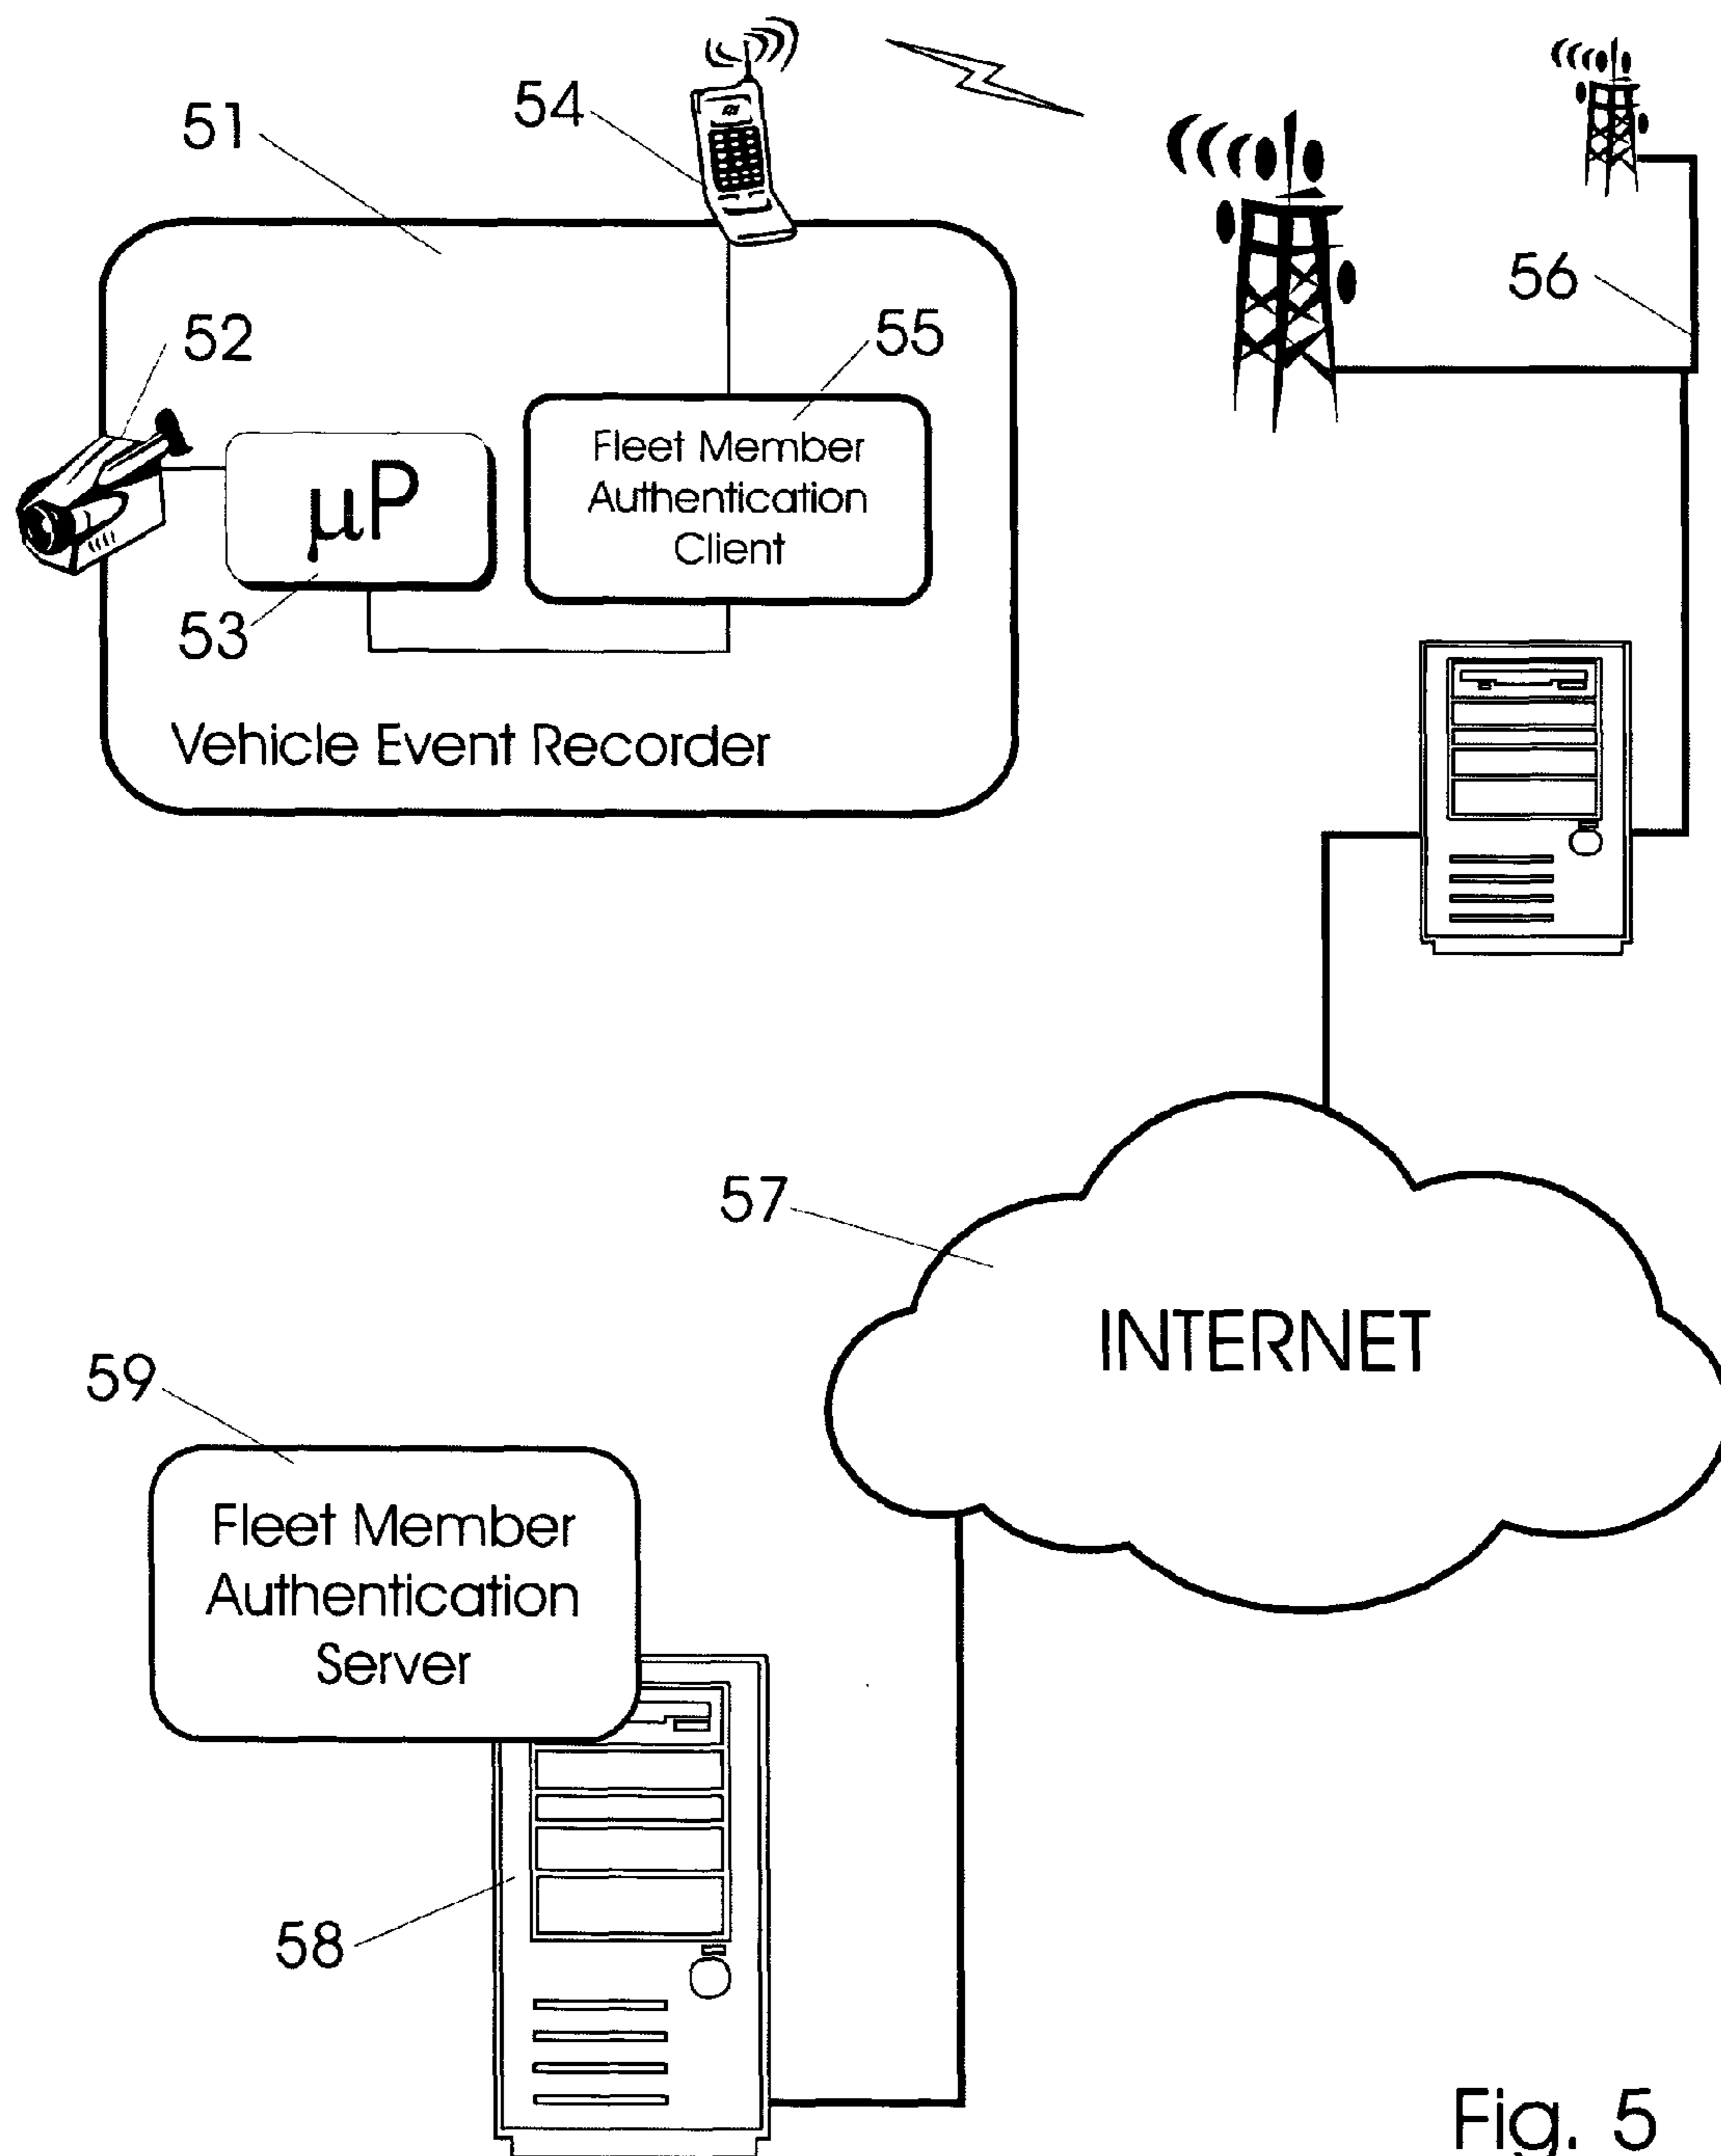 54
51
56
52
55
Fleet Member
Authentication
Client
µP
53
Vehicle Event Recorder
57
INTERNET
59
Fleet Member
Authentication
Server
58
Fig. 5